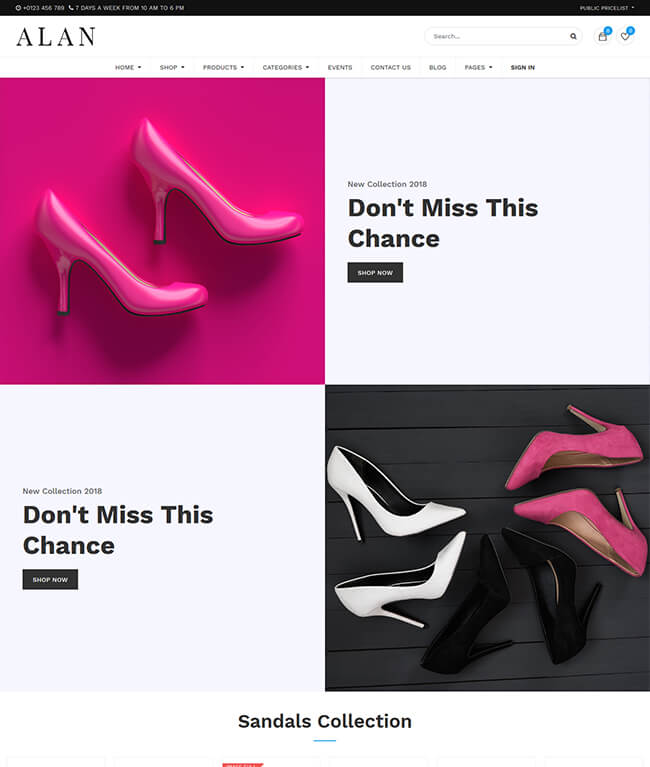 +0123 456 789 7 DAYS A WEEK FROM 10 AM TO 6 PM PUBLIC PRICELIST
ALAN
Search...
0
0
HOME SHOP PRODUCTS CATEGORIES EVENTS CONTACT US BLOG PAGES SIGN IN
New Collection 2018
Don't Miss This
Chance
SHOP NOW
New Collection 2018
Don't Miss This
Chance
SHOP NOW
Sandals Collection